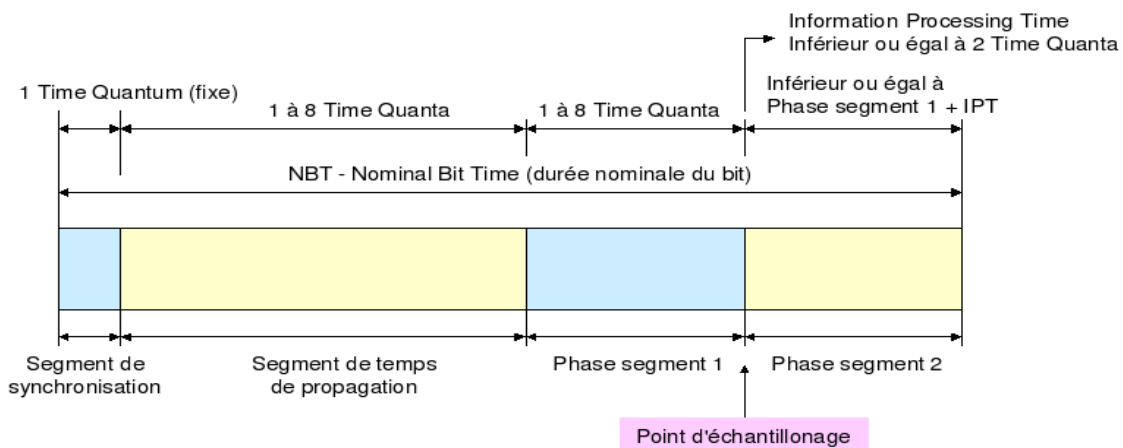 Information Processing Time
Inférieur ou égal à 2 Time Quanta
1 Time Quantum (fixe)
1 à 8 Time Quanta
1 à 8 Time Quanta
Inférieur ou égal à
Phase segment 1 + IPT
NBT - Nominal Bit Time (durée nominale du bit)
Segment de
synchronisation
Segment de temps
de propagation
Phase segment 1
Phase segment 2
Point d'échantillonage